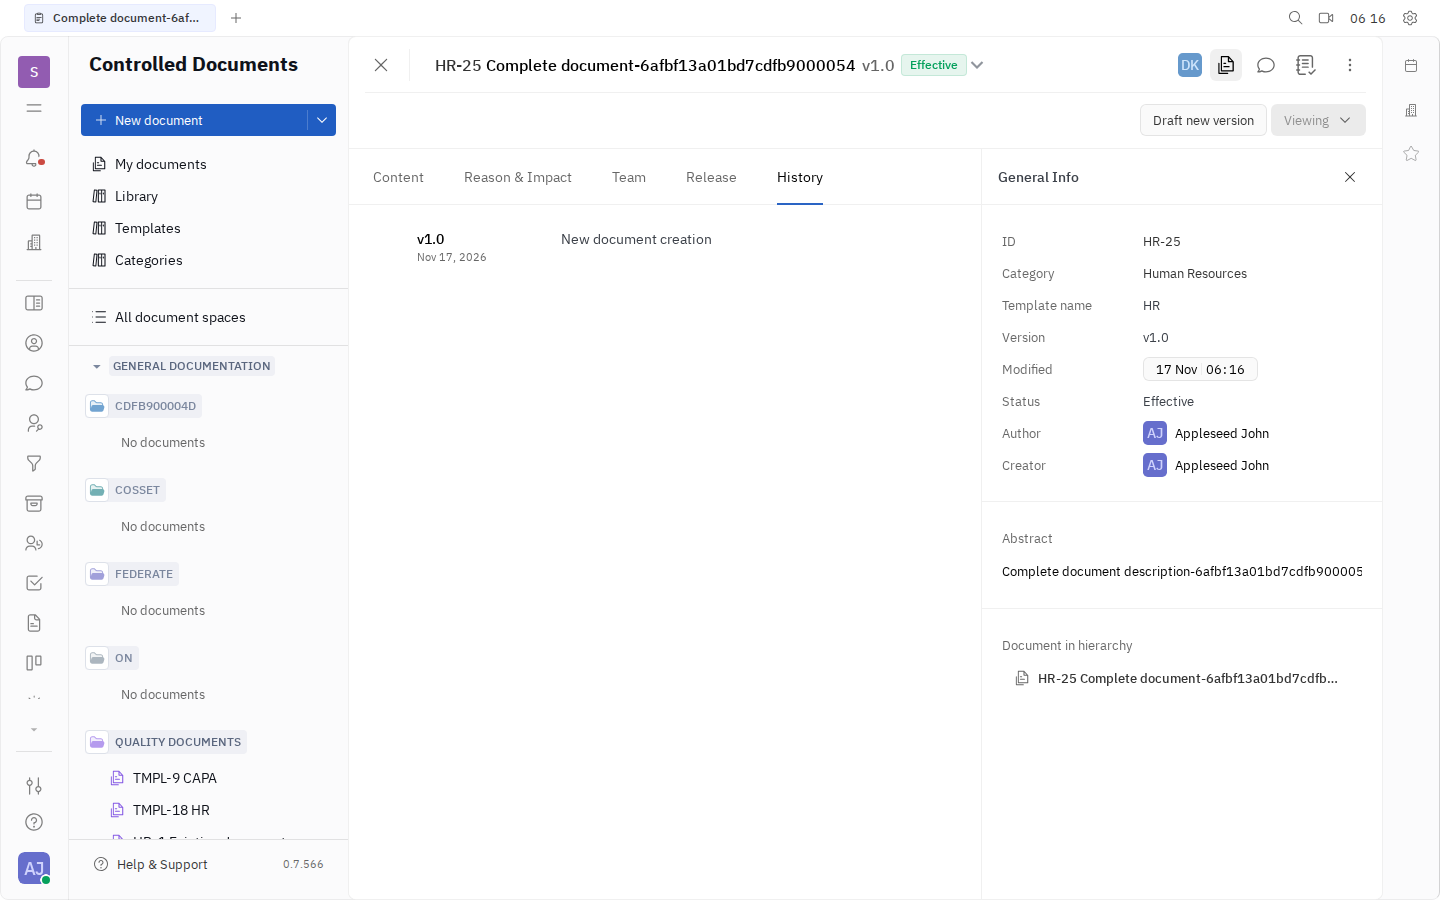 Complete document-6af...
06 16
S
Controlled Documents
New document
My documents
Library
Templates
Categories
All document spaces
GENERAL DOCUMENTATION
CDFB900004D
No documents
COSSET
No documents
FEDERATE
No documents
ON
No documents
QUALITY DOCUMENTS
TMPL-9 CAPA
TMPL-18 HR
Help & Support
0.7.566
AJ
HR-25 Complete document-6afbf13a01bd7cdfb9000054 v1.0 Effective
DK
Draft new version
Viewing
Content Reason & Impact Team Release History
v1.0 New document creation
Nov 17, 2026
General Info
ID HR-25
Category Human Resources
Template name HR
Version v1.0
Modified 17 Nov 06:16
Status Effective
Author AJ Appleseed John
Creator AJ Appleseed John
Abstract
Complete document description-6afbf13a01bd7cdfb900005
Document in hierarchy
HR-25 Complete document-6afbf13a01bd7cdfb...